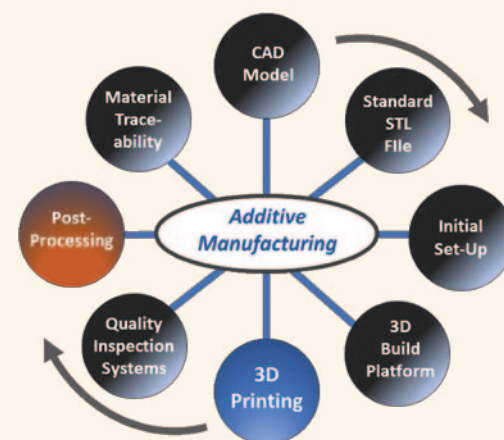 CAD
Model
Standard
STL
FIle
Initial
Set-Up
3D
Build
Platform
3D
Printing
Quality
Inspection
Systems
Post-
Processing
Material
Trace-
ability
Additive
Manufacturing